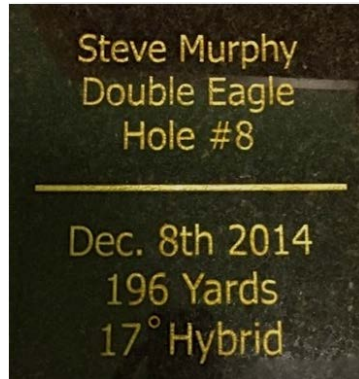 Steve Murphy
Double Eagle
Hole #8
Dec. 8th 2014
196 Yards
17° Hybrid